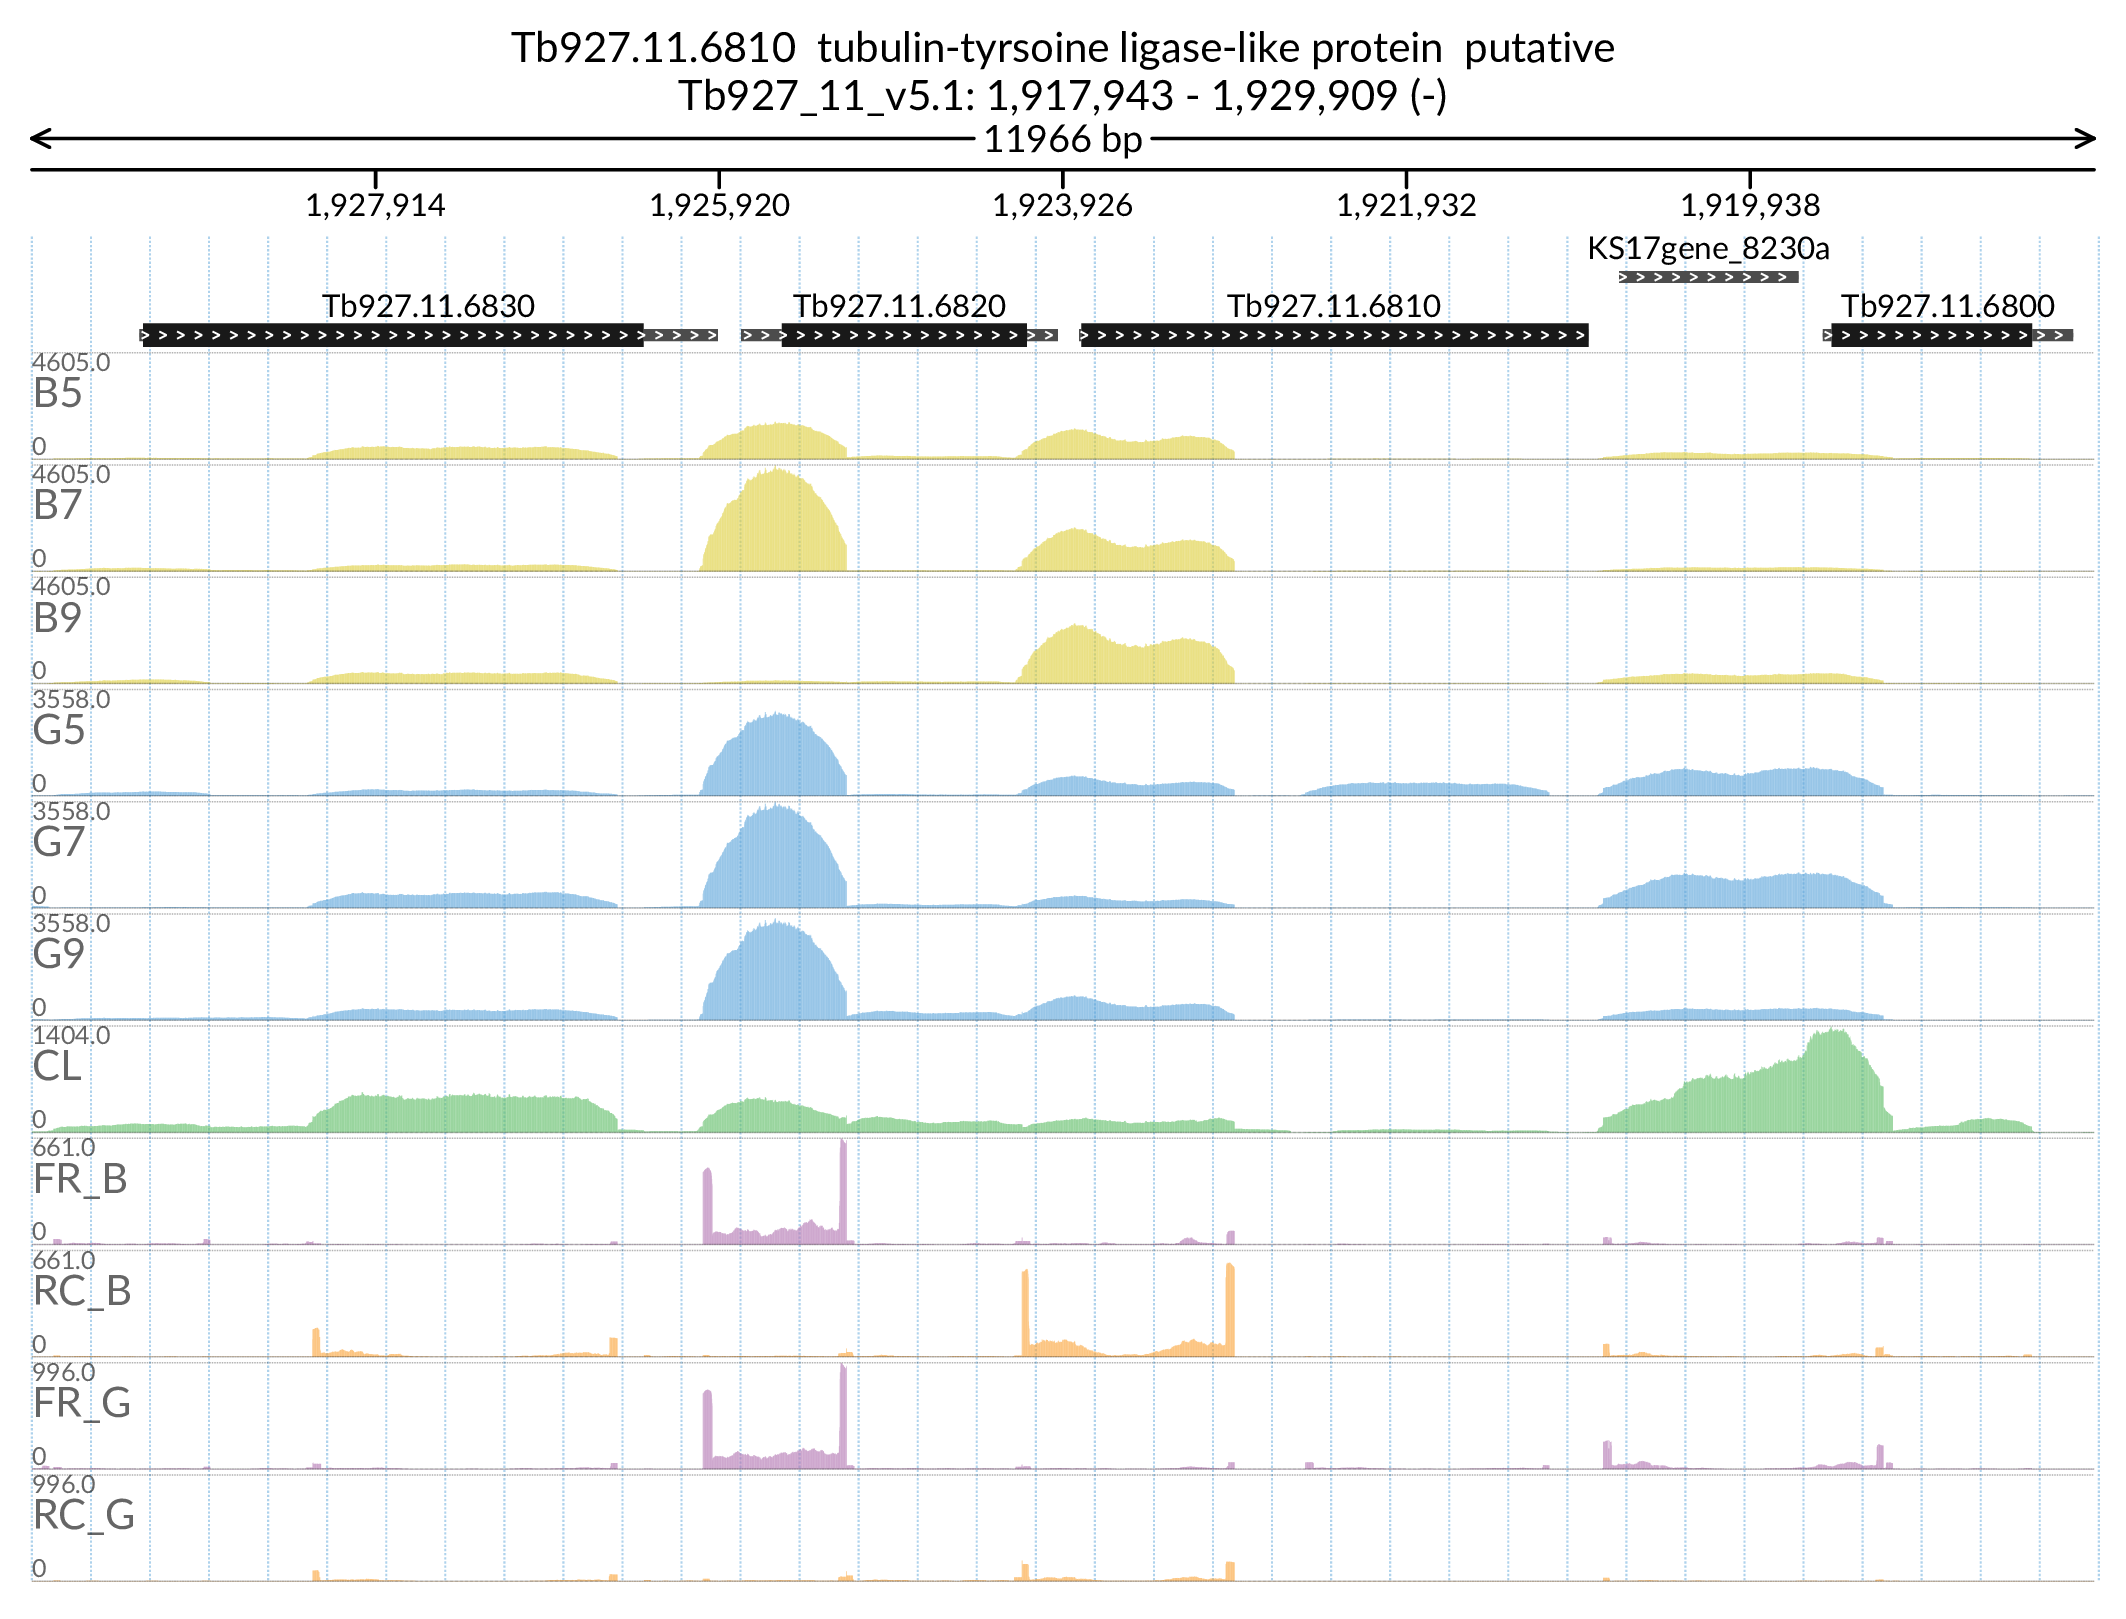 Tb927.11.6810  tubulin-tyrsoine ligase-like protein  putative
Tb927_11_v5.1: 1,917,943 - 1,929,909 (-)
11966 bp
1,927,914 1,925,920 1,923,926 1,921,932 1,919,938
KS17gene_8230a
Tb927.11.6830 Tb927.11.6820 Tb927.11.6810 Tb927.11.6800
4605.0
B5
0
4605.0
B7
0
4605.0
B9
0
3558.0
G5
0
3558.0
G7
0
3558.0
G9
0
1404.0
CL
0
661.0
FR_B
0
661.0
RC_B
0
996.0
FR_G
0
996.0
RC_G
0